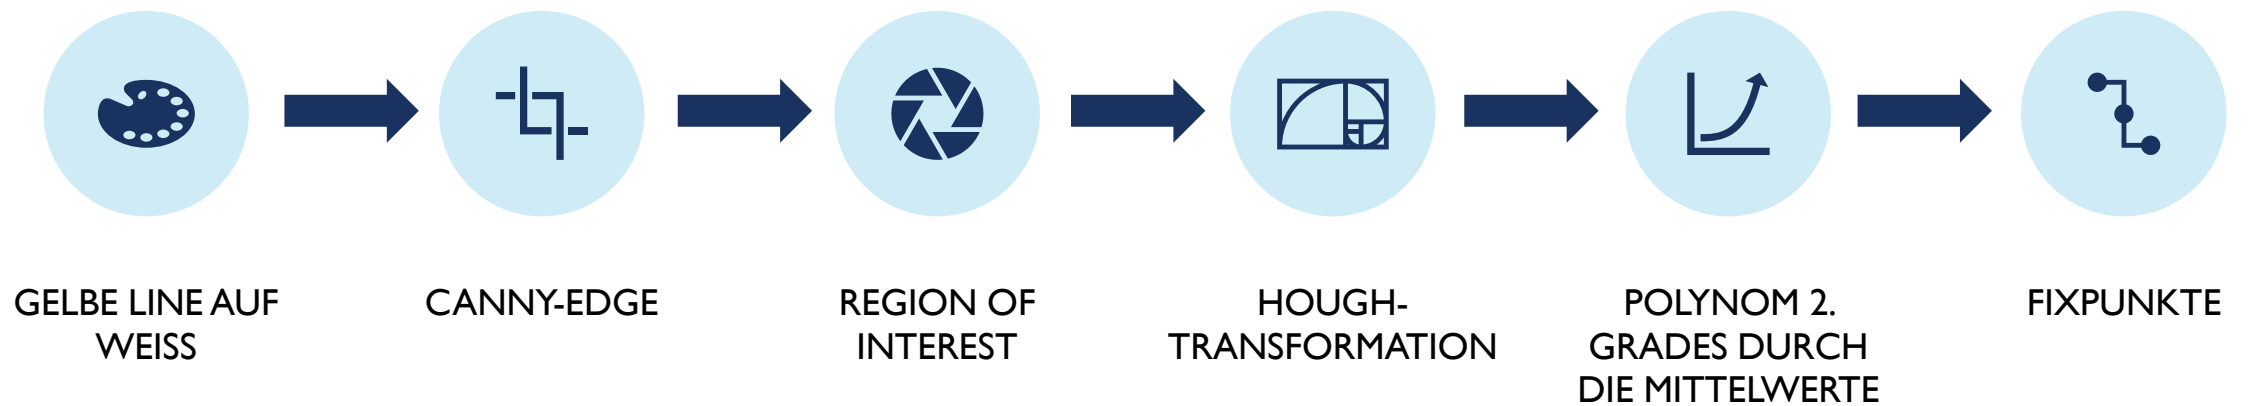 GELBE LINE AUF
WEISS
CANNY-EDGE
REGION OF
INTEREST
HOUGH-
TRANSFORMATION
POLYNOM 2.
GRADES DURCH
DIE MITTELWERTE
FIXPUNKTE